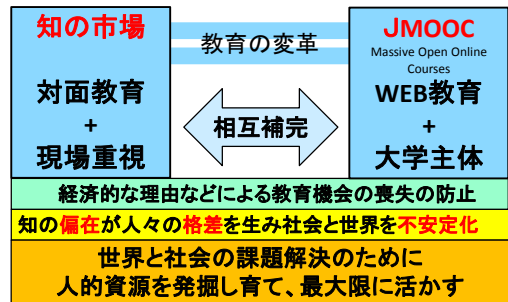 知の市場
対面教育
+
現場重視
教育の変革
相互補完
JMOOC
Massive Open Online
Courses
WEB教育
+
大学主体
経済的な理由などによる教育機会の喪失の防止
知の偏在が人々の格差を生み社会と世界を不安定化
世界と社会の課題解決のために
人的資源を発掘し育て、最大限に活かす